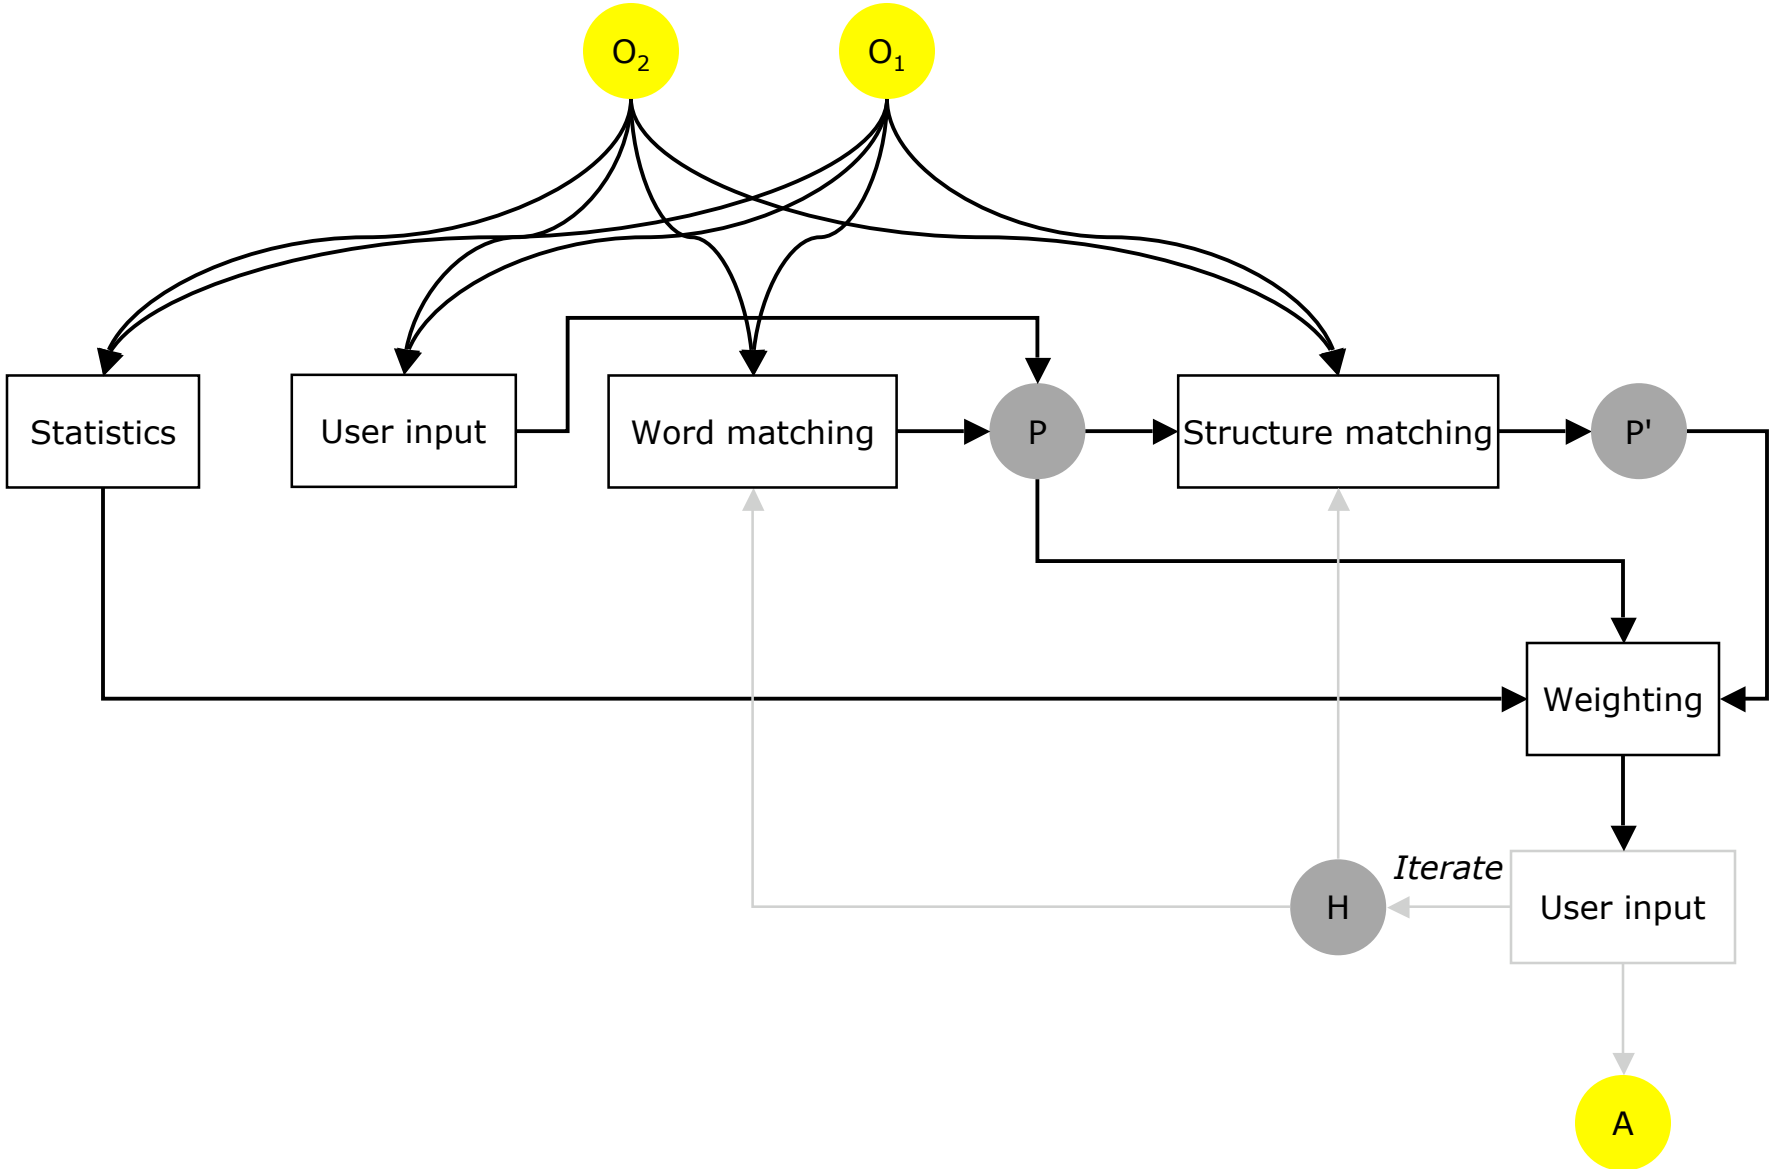 O₂
O₁
Statistics
User input
Word matching
P
Structure matching
P'
Weighting
Iterate
H
User input
A